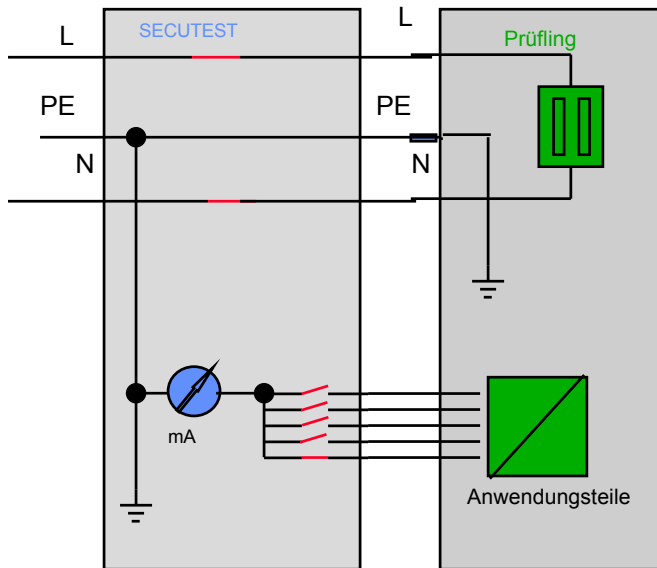 L
SECUTEST
L
Prüfling
PE
PE
N
N
mA
Anwendungsteile